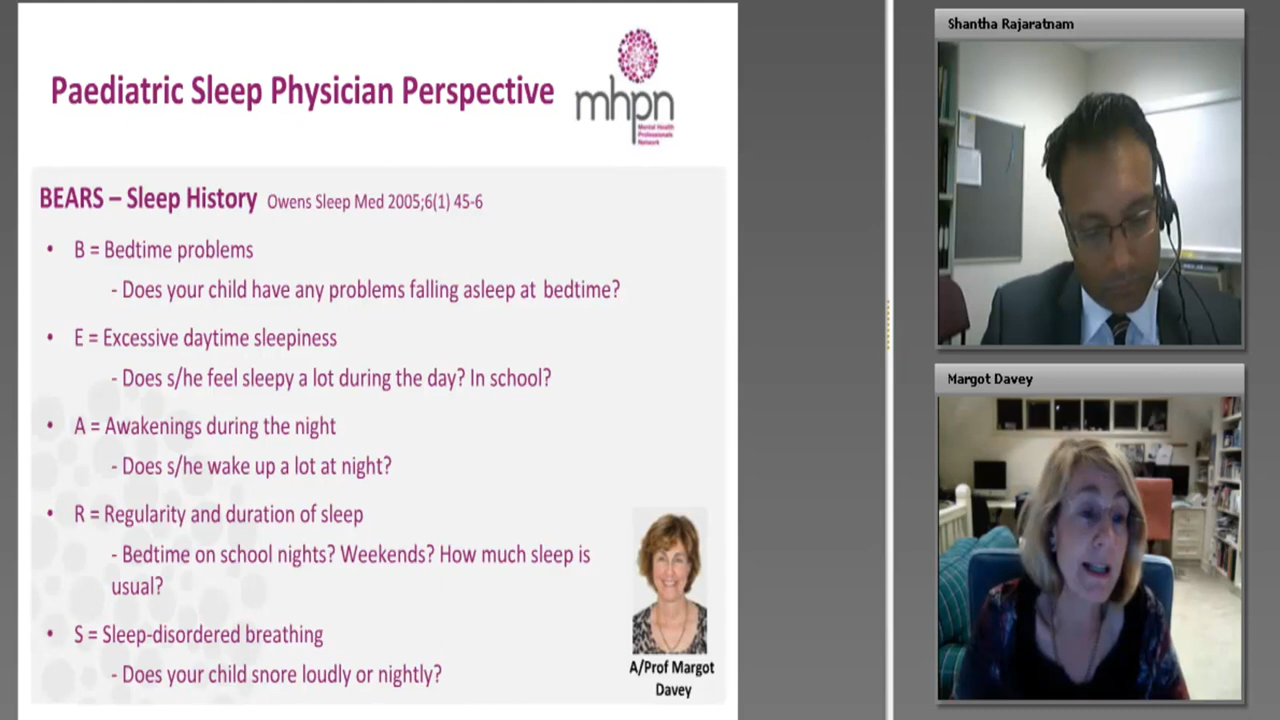 Paediatric Sleep Physician Perspective
mhpn
Mental Health
Professionals
Network
BEARS – Sleep History Owens Sleep Med 2005;6(1) 45-6
• B = Bedtime problems
- Does your child have any problems falling asleep at bedtime?
• E = Excessive daytime sleepiness
- Does s/he feel sleepy a lot during the day? In school?
• A = Awakenings during the night
- Does s/he wake up a lot at night?
• R = Regularity and duration of sleep
- Bedtime on school nights? Weekends? How much sleep is
usual?
• S = Sleep-disordered breathing
- Does your child snore loudly or nightly?
A/Prof Margot
Davey
Shantha Rajaratnam
Margot Davey